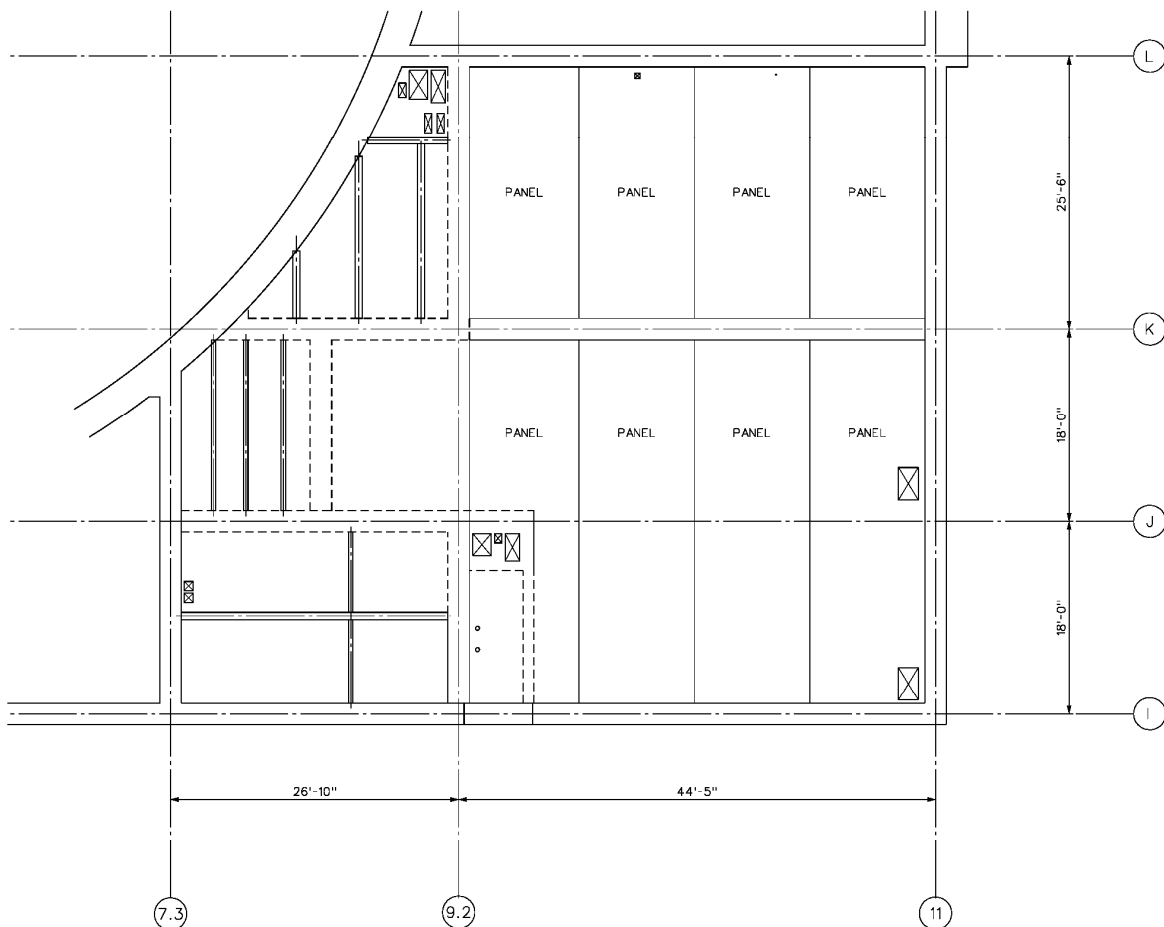 L
PANEL PANEL PANEL PANEL
25'-6"
K
PANEL PANEL PANEL PANEL
18'-0"
J
18'-0"
I
26'-10" 44'-5"
7.3 9.2 11